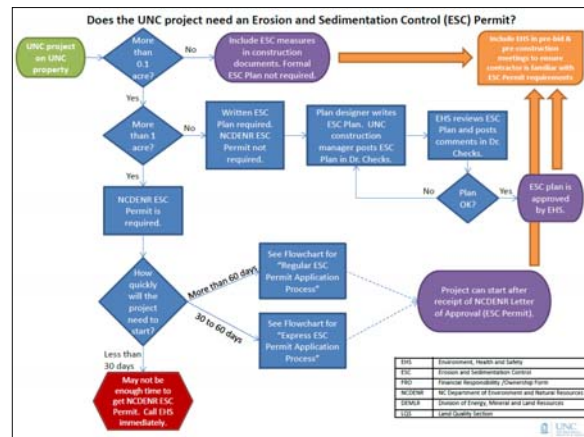 Does the UNC project need an Erosion and Sedimentation Control (ESC) Permit?
UNC project
on UNC
property
More
than
0.1
acre?
No
Include ESC measures in
construction documents. Formal
ESC Plan not required.
Include EHS in pre-bid &
pre-construction
meetings to ensure
contractor is familiar with
ESC Permit requirements
Yes
More
than 1
acre?
No
Written ESC
Plan required.
NCDENR ESC
Permit not
required.
Plan designer writes
ESC Plan. UNC
construction
manager posts ESC
Plan in Dr. Checks.
EHS reviews ESC
Plan and posts
comments in Dr.
Checks.
No
Plan
OK?
Yes
ESC plan is
approved
by EHS.
Yes
NCDENR ESC
Permit is
required.
How
quickly
will the
project
need to
start?
More than 60 days
See Flowchart for
"Regular ESC
Permit Application
Process"
30 to 60 days
See Flowchart for
"Express ESC
Permit Application
Process"
Project can start after
receipt of NCDENR Letter
of Approval (ESC Permit).
Less than
30 days
May not be
enough time to
get NCDENR ESC
Permit. Call EHS
immediately.
EHS Environment, Health and Safety
ESC Erosion and Sedimentation Control
FRO Financial Responsibility /Ownership Form
NCDENR NC Department of Environment and Natural Resources
DEMLR Division of Energy, Mineral and Land Resources
LQS Land Quality Section
UNC